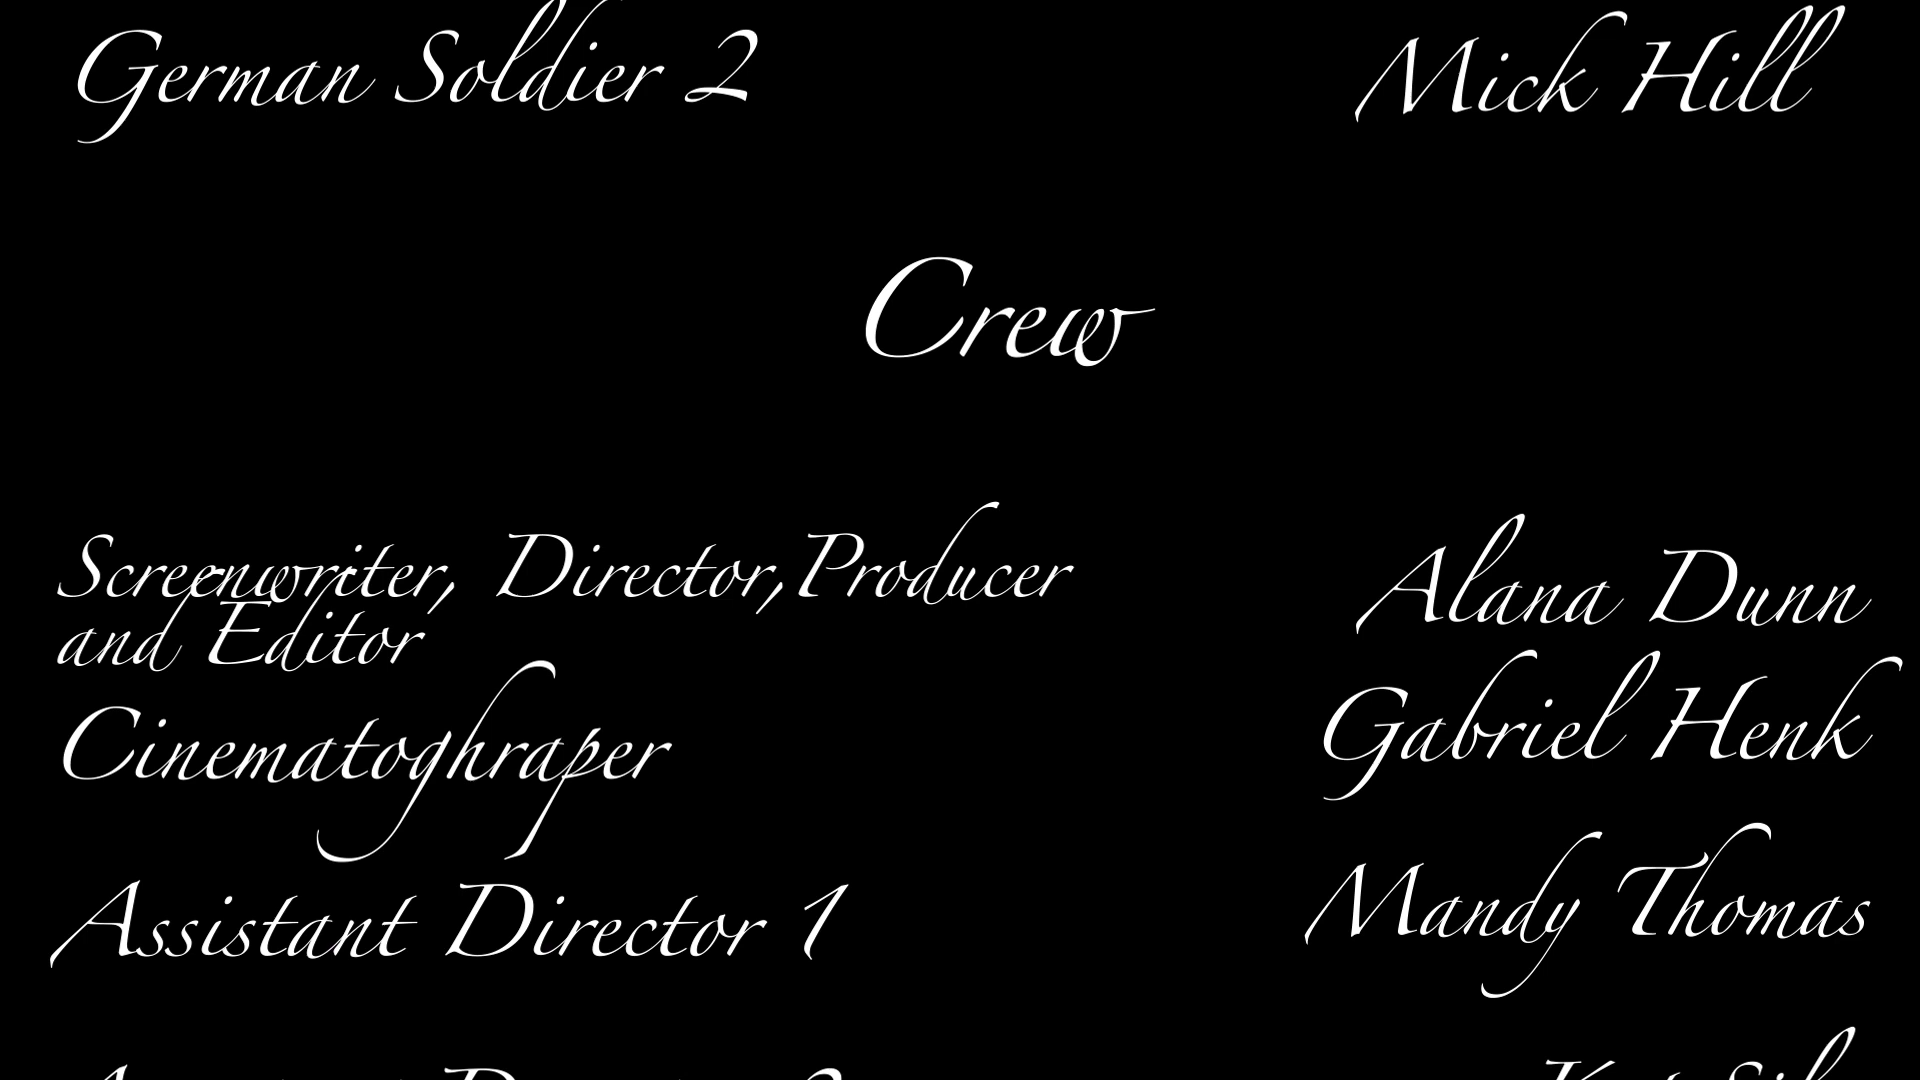 German Soldier 2 Mick Hill
Crew
Screenwriter, Director,Producer Alana Dunn
and Editor
Cinematoghraper Gabriel Henk
Assistant Director 1 Mandy Thomas